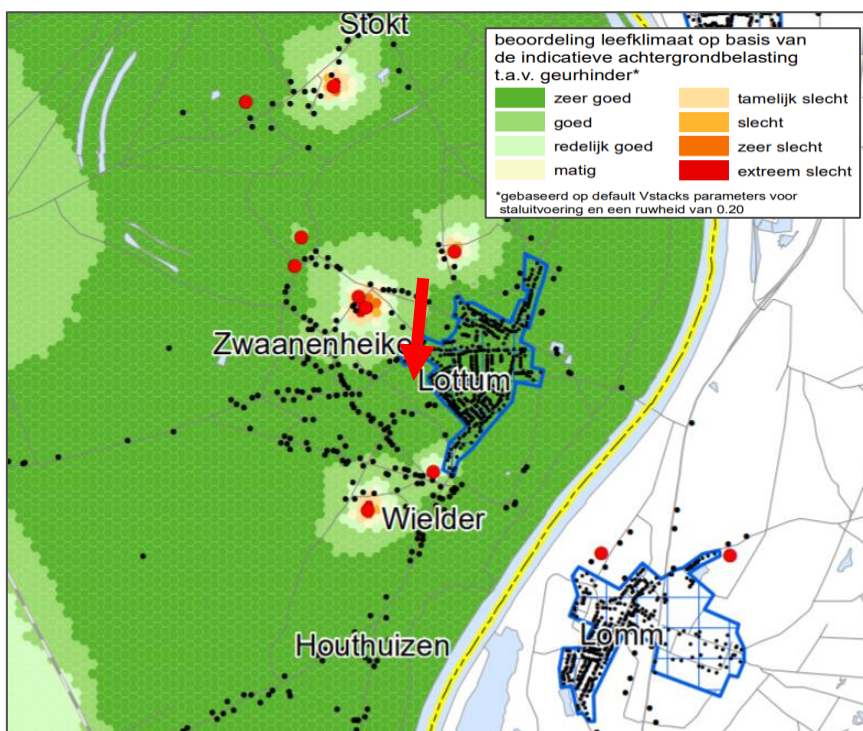 Stokt
beoordeling leefklimaat op basis van
de indicatieve achtergrondbelasting
t.a.v. geurhinder*
zeer goed
goed
redelijk goed
matig
tamelijk slecht
slecht
zeer slecht
extreem slecht
*gebaseerd op default Vstacks parameters voor
staluitvoering en een ruwheid van 0.20
Zwaanenheike
Lottum
Wielder
Houthuizen
Lomm